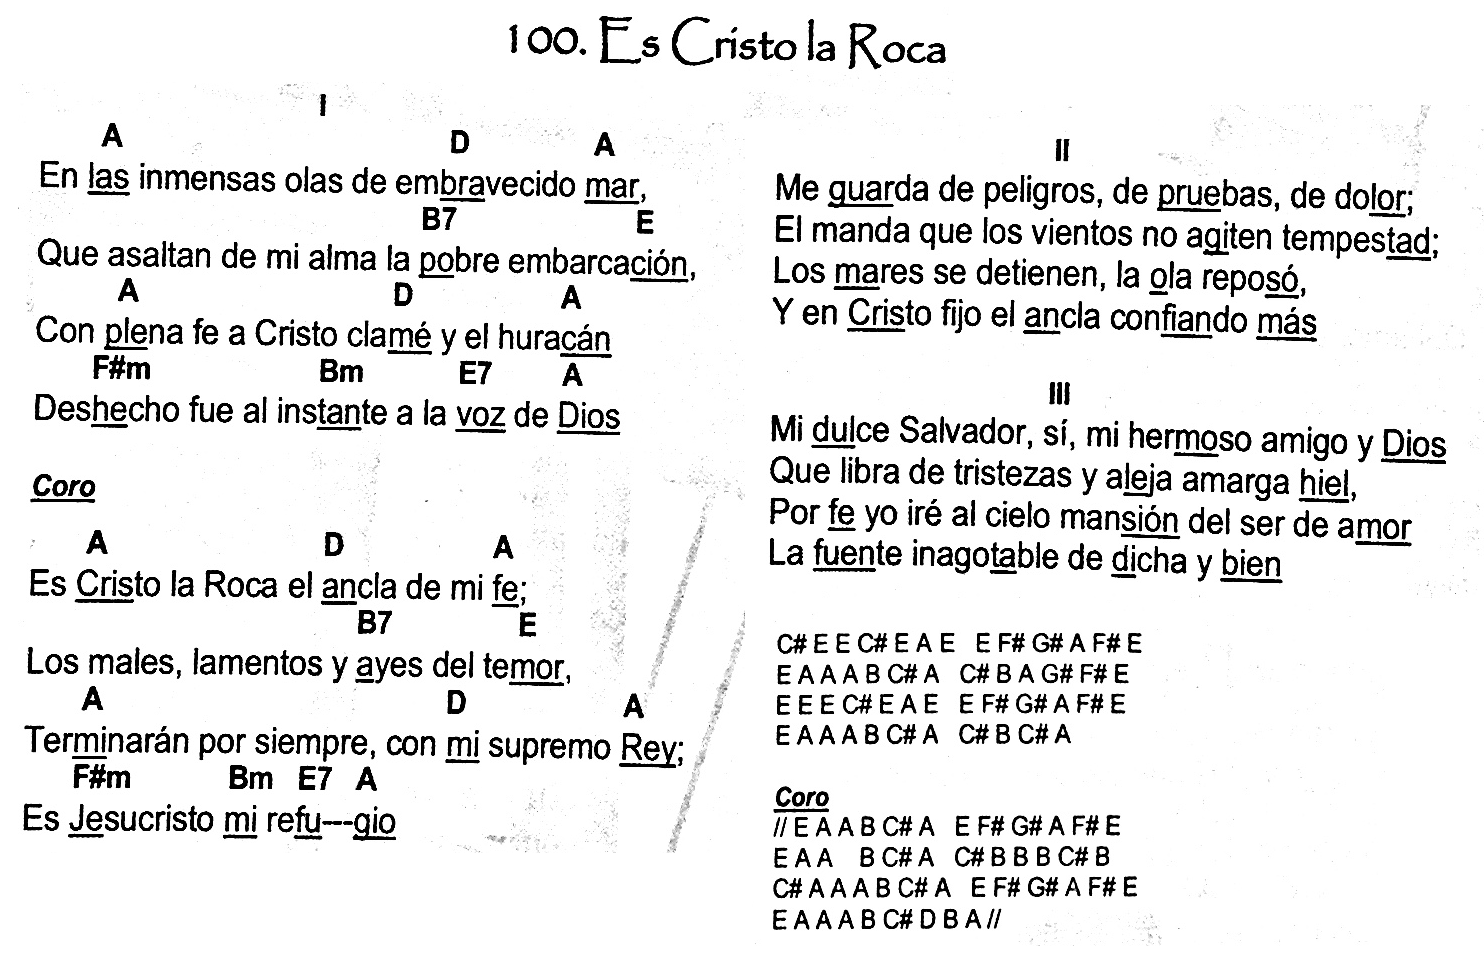 100. Es Cristo la Roca
I
A D A
En las inmensas olas de embravecido mar,
B7 E
Que asaltan de mi alma la pobre embarcación,
A D A
Con plena fe a Cristo clamé y el huracán
F#m Bm E7 A
Deshecho fue al instante a la voz de Dios
Coro
A D A
Es Cristo la Roca el ancla de mi fe;
B7 E
Los males, lamentos y ayes del temor,
A D A
Terminarán por siempre, con mi supremo Rey;
F#m Bm E7 A
Es Jesucristo mi refu---gio
II
Me guarda de peligros, de pruebas, de dolor;
El manda que los vientos no agiten tempestad;
Los mares se detienen, la ola reposó,
Y en Cristo fijo el ancla confiando más
III
Mi dulce Salvador, sí, mi hermoso amigo y Dios
Que libra de tristezas y aleja amarga hiel,
Por fe yo iré al cielo mansión del ser de amor
La fuente inagotable de dicha y bien
C# E E C# E A E E F# G# A F# E
E A A A B C# A C# B A G# F# E
E E E C# E A E E F# G# A F# E
E A A A B C# A C# B C# A
Coro
// E A A B C# A E F# G# A F# E
E A A B C# A C# B B B C# B
C# A A A B C# A E F# G# A F# E
E A A A B C# D B A //